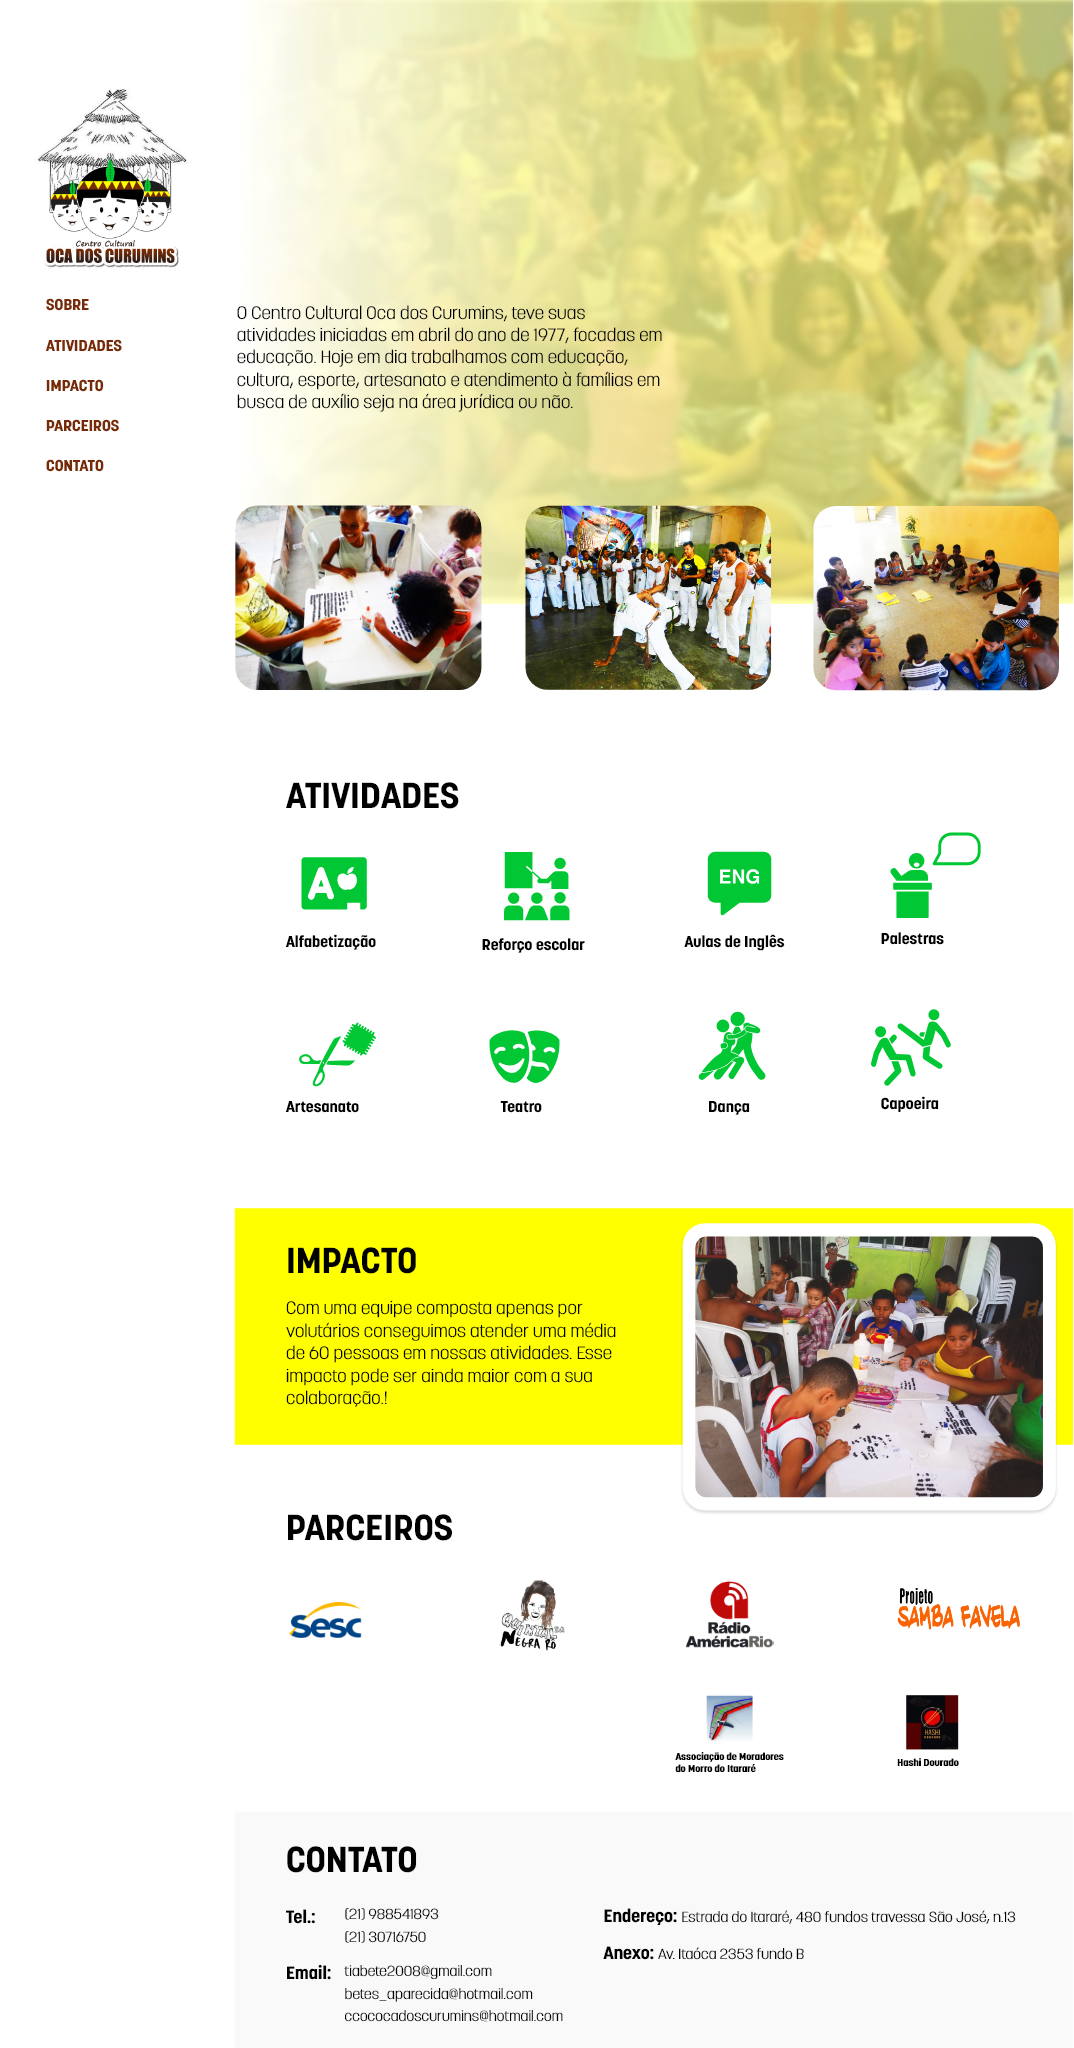 Centro Cultural
OCA DOS CURUMINS
SOBRE
ATIVIDADES
IMPACTO
PARCEIROS
CONTATO
O Centro Cultural Oca dos Curumins, teve suas
atividades iniciadas em abril do ano de 1977, focadas em
educação. Hoje em dia trabalhamos com educação,
cultura, esporte, artesanato e atendimento à famílias em
busca de auxílio seja na área jurídica ou não.
ATIVIDADES
A
ENG
Alfabetização
Reforço escolar
Aulas de Inglês
Palestras
Artesanato
Teatro
Dança
Capoeira
IMPACTO
Com uma equipe composta apenas por
volutários conseguimos atender uma média
de 60 pessoas em nossas atividades. Esse
impacto pode ser ainda maior com a sua
colaboração.!
PARCEIROS
Sesc
NEGRA RÔ
Rádio
AméricaRio
Projeto
SAMBA FAVELA
HASHI
Associação de Moradores
do Morro do Itararé
Hashi Dourado
CONTATO
Tel.: (21) 988541893
(21) 30716750
Email: tiabete2008@gmail.com
betes_aparecida@hotmail.com
ccococadoscurumins@hotmail.com
Endereço: Estrada do Itararé, 480 fundos travessa São José, n.13
Anexo: Av. Itaóca 2353 fundo B